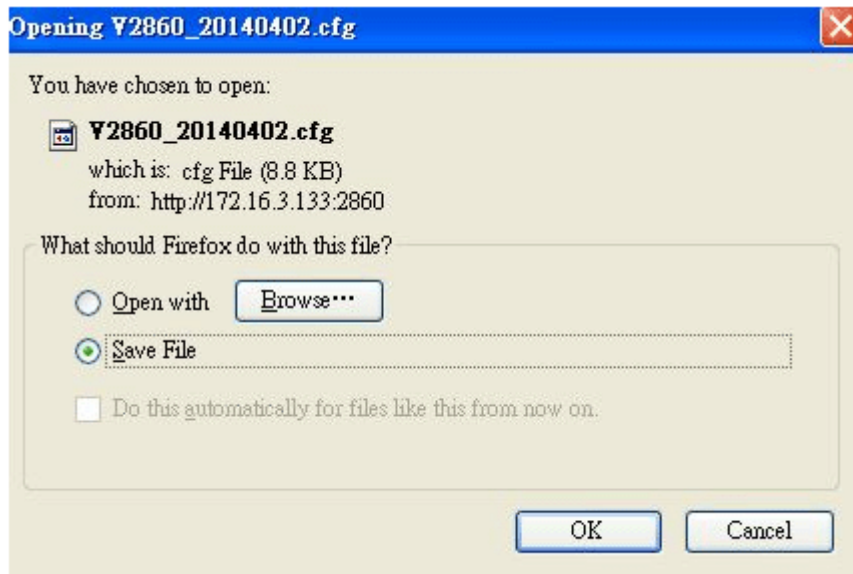 Opening V2860_20140402.cfg
You have chosen to open:
V2860_20140402.cfg
which is: cfg File (8.8 KB)
from: http://172.16.3.133:2860
What should Firefox do with this file?
Open with
Browse···
Save File
Do this automatically for files like this from now on.
OK
Cancel